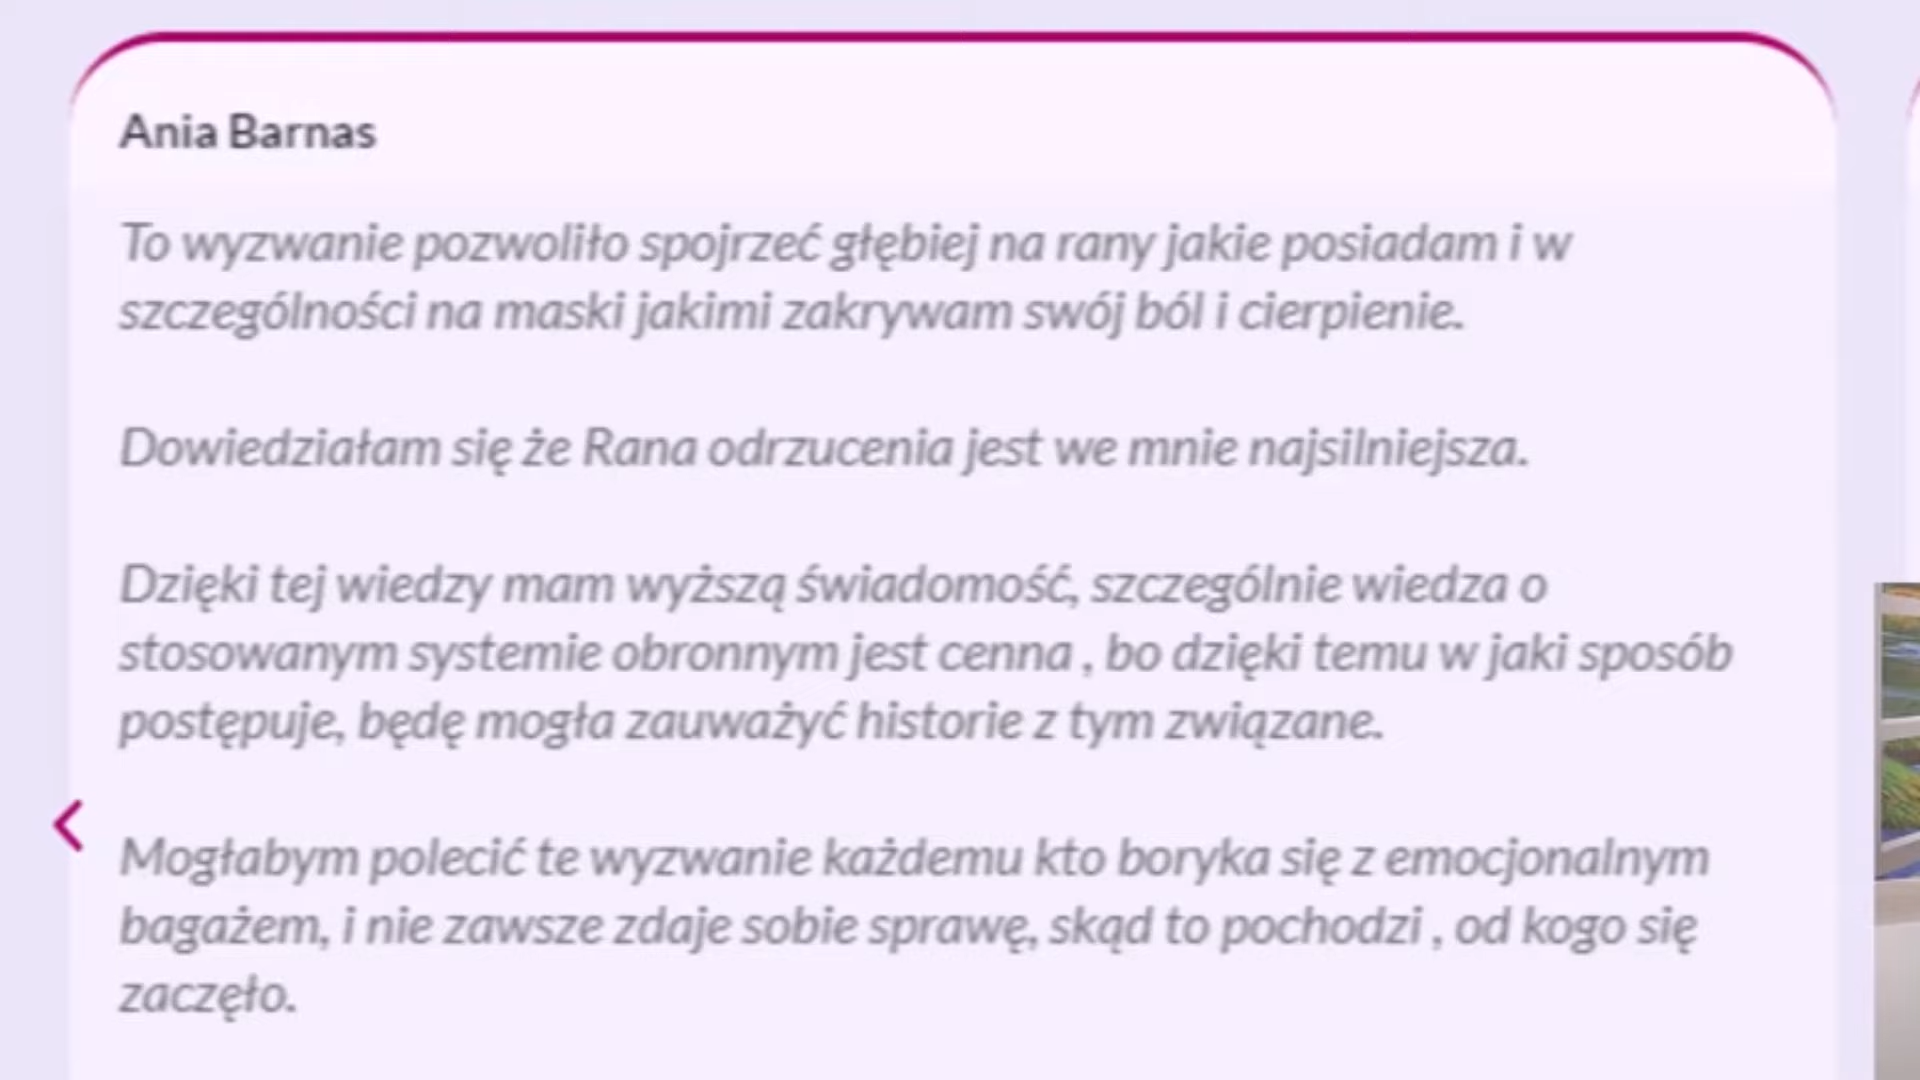 Ania Barnas
To wyzwanie pozwoliło spojrzeć głębiej na rany jakie posiadam i w
szczególności na maski jakimi zakrywam swój ból i cierpienie.
Dowiedziałam się że Rana odrzucenia jest we mnie najsilniejsza.
Dzięki tej wiedzy mam wyższą świadomość, szczególnie wiedza o
stosowanym systemie obronnym jest cenna , bo dzięki temu w jaki sposób
postępuje, będę mogła zauważyć historie z tym związane.
Mogłabym polecić te wyzwanie każdemu kto boryka się z emocjonalnym
bagażem, i nie zawsze zdaje sobie sprawę, skąd to pochodzi , od kogo się
zaczęło.